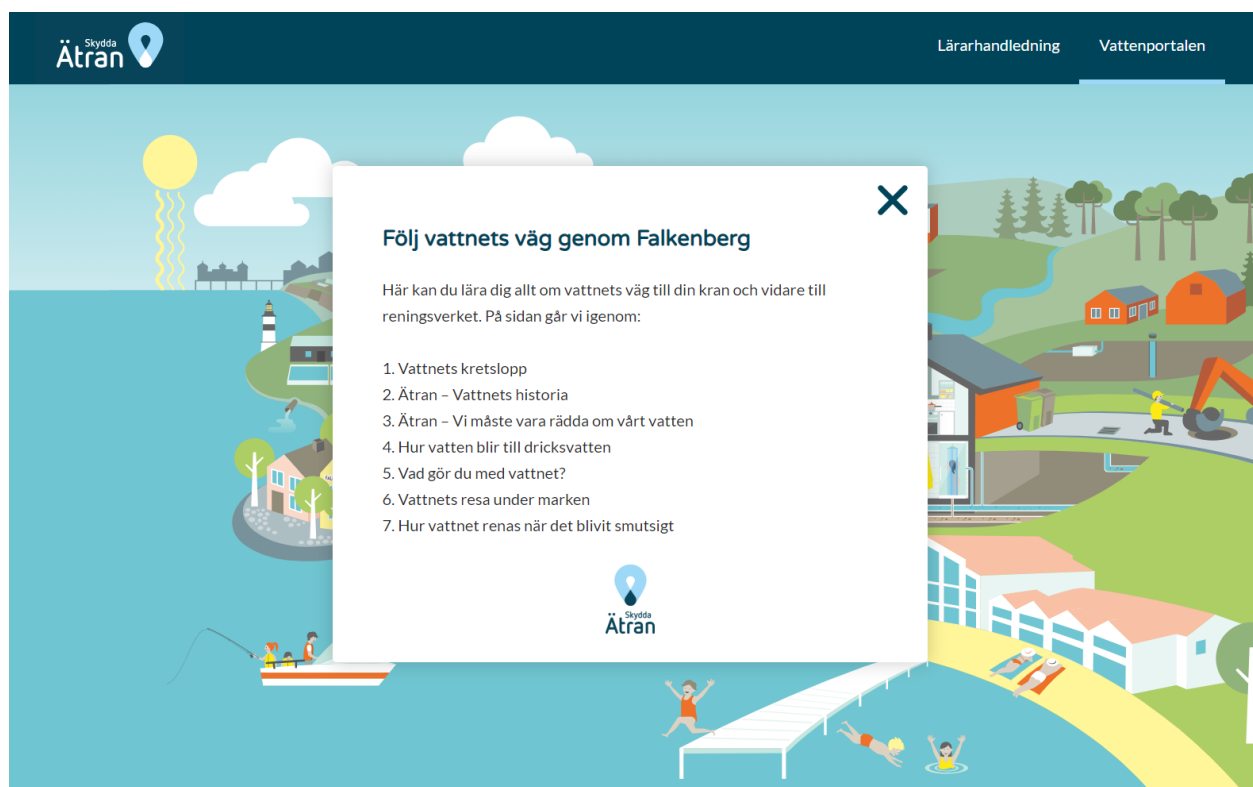 Skydda
Ätran
Lärarhandledning
Vattenportalen
Följ vattnets väg genom Falkenberg
Här kan du lära dig allt om vattnets väg till din kran och vidare till
reningsverket. På sidan går vi igenom:
1. Vattnets kretslopp
2. Ätran – Vattnets historia
3. Ätran – Vi måste vara rädda om vårt vatten
4. Hur vatten blir till dricksvatten
5. Vad gör du med vattnet?
6. Vattnets resa under marken
7. Hur vattnet renas när det blivit smutsigt
Skydda
Ätran